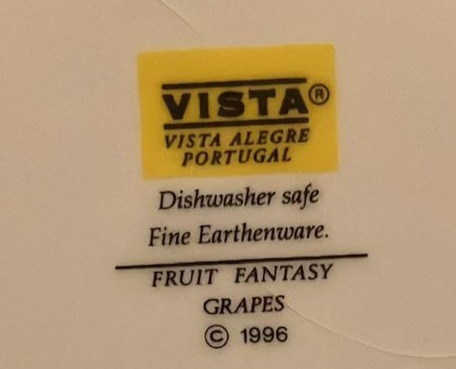 VISTA®
VISTA ALEGRE
PORTUGAL
Dishwasher safe
Fine Earthenware.
FRUIT FANTASY
GRAPES
© 1996